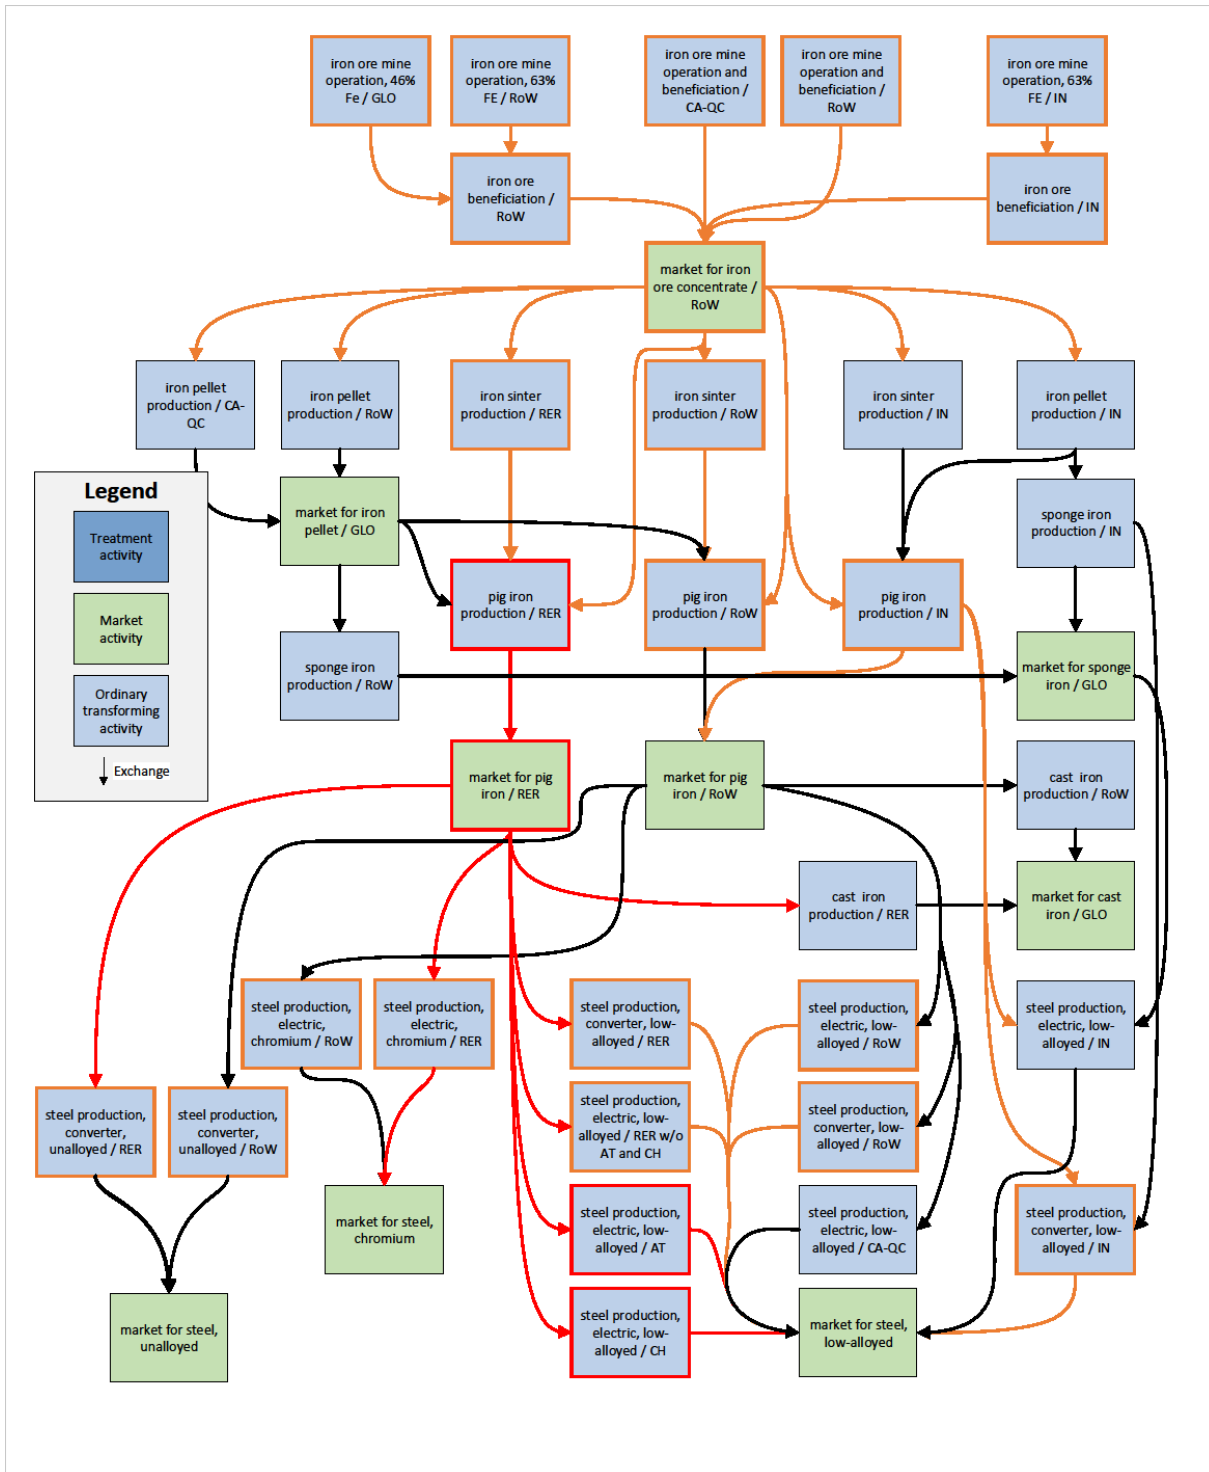 iron ore mine
operation, 46%
Fe / GLO
iron ore mine
operation, 63%
FE / RoW
iron ore mine
operation and
beneficiation /
CA-QC
iron ore mine
operation and
beneficiation /
RoW
iron ore mine
operation, 63%
FE / IN
iron ore
beneficiation /
RoW
iron ore
beneficiation / IN
market for iron
ore concentrate /
RoW
iron pellet
production / CA-
QC
iron pellet
production / RoW
iron sinter
production / RER
iron sinter
production / RoW
iron sinter
production / IN
iron pellet
production / IN
Legend
Treatment
activity
Market
activity
Ordinary
transforming
activity
Exchange
market for iron
pellet / GLO
sponge iron
production / IN
pig iron
production / RER
pig iron
production / RoW
pig iron
production / IN
sponge iron
production / RoW
market for sponge
iron / GLO
market for pig
iron / RER
market for pig
iron / RoW
cast iron
production / RoW
cast iron
production / RER
market for cast
iron / GLO
steel production,
electric,
chromium / RoW
steel production,
electric,
chromium / RER
steel production,
converter, low-
alloyed / RER
steel production,
electric, low-
alloyed / RoW
steel production,
electric, low-
alloyed / IN
steel production,
converter,
unalloyed / RER
steel production,
converter,
unalloyed / RoW
steel production,
electric, low-
alloyed / RER w/o
AT and CH
steel production,
converter, low-
alloyed / RoW
market for steel,
chromium
steel production,
electric, low-
alloyed / AT
steel production,
electric, low-
alloyed / CA-QC
steel production,
converter, low-
alloyed / IN
market for steel,
unalloyed
steel production,
electric, low-
alloyed / CH
market for steel,
low-alloyed